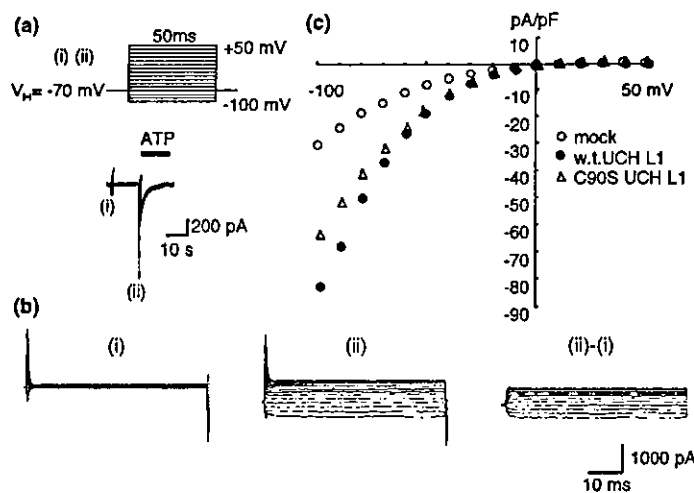 (a)
50ms
(i) (ii)
+50 mV
VH= -70 mV
-100 mV
ATP
(i)
200 pA
10 s
(ii)
(c)
pA/pF
10
-100
50 mV
-10
-20
-30
-40
-50
-60
-70
-80
-90
mock
w.t.UCH L1
C90S UCH L1
(b)
(i)
(ii)
(ii)-(i)
1000 pA
10 ms